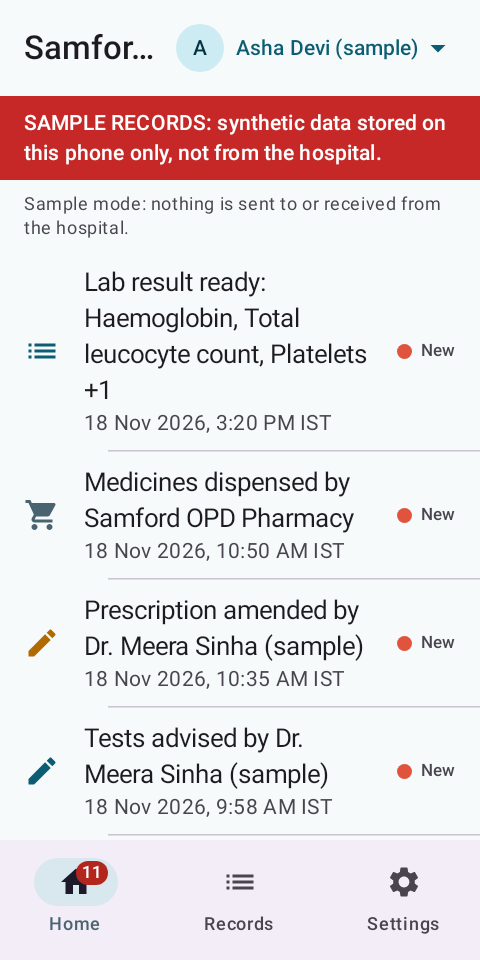 Samfor...
A
Asha Devi (sample)
SAMPLE RECORDS: synthetic data stored on
this phone only, not from the hospital.
Sample mode: nothing is sent to or received from
the hospital.
Lab result ready:
Haemoglobin, Total
leucocyte count, Platelets
+1
18 Nov 2026, 3:20 PM IST
New
Medicines dispensed by
Samford OPD Pharmacy
18 Nov 2026, 10:50 AM IST
New
Prescription amended by
Dr. Meera Sinha (sample)
18 Nov 2026, 10:35 AM IST
New
Tests advised by Dr.
Meera Sinha (sample)
18 Nov 2026, 9:58 AM IST
New
11
Home
Records
Settings